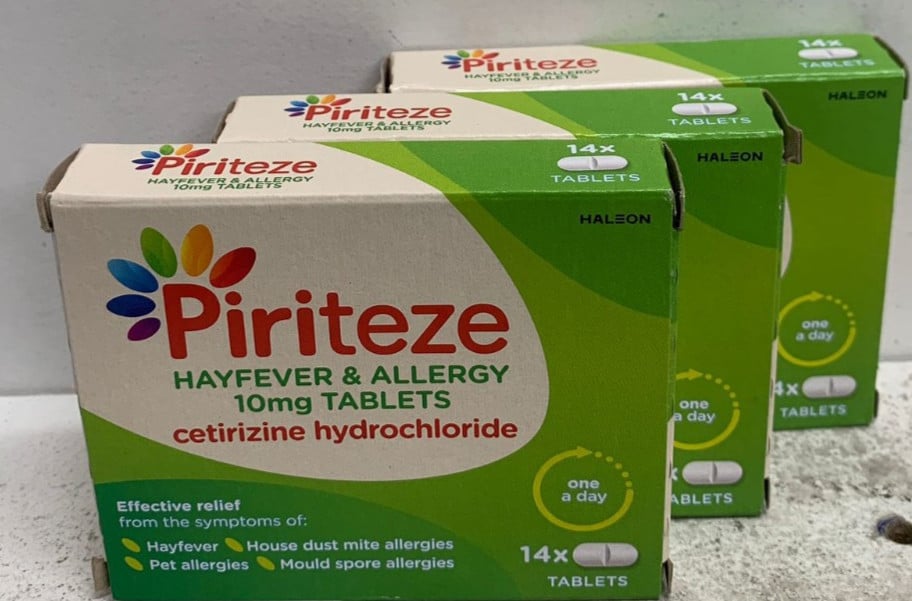 Piriteze
HAYFEVER & ALLERGY
10mg TABLETS
14x
TABLETS
HALEON
Piriteze
HAYFEVER & ALLERGY
10mg TABLETS
14x
TABLETS
HALEON
Piriteze
HAYFEVER & ALLERGY
10mg TABLETS
14x
TABLETS
HALEON
Piriteze
HAYFEVER & ALLERGY
10mg TABLETS
cetirizine hydrochloride
Effective relief
from the symptoms of:
Hayfever House dust mite allergies
Pet allergies Mould spore allergies
one
a day
14x
TABLETS
one
a day
x
ABLETS
one
a day
4x
TABLETS